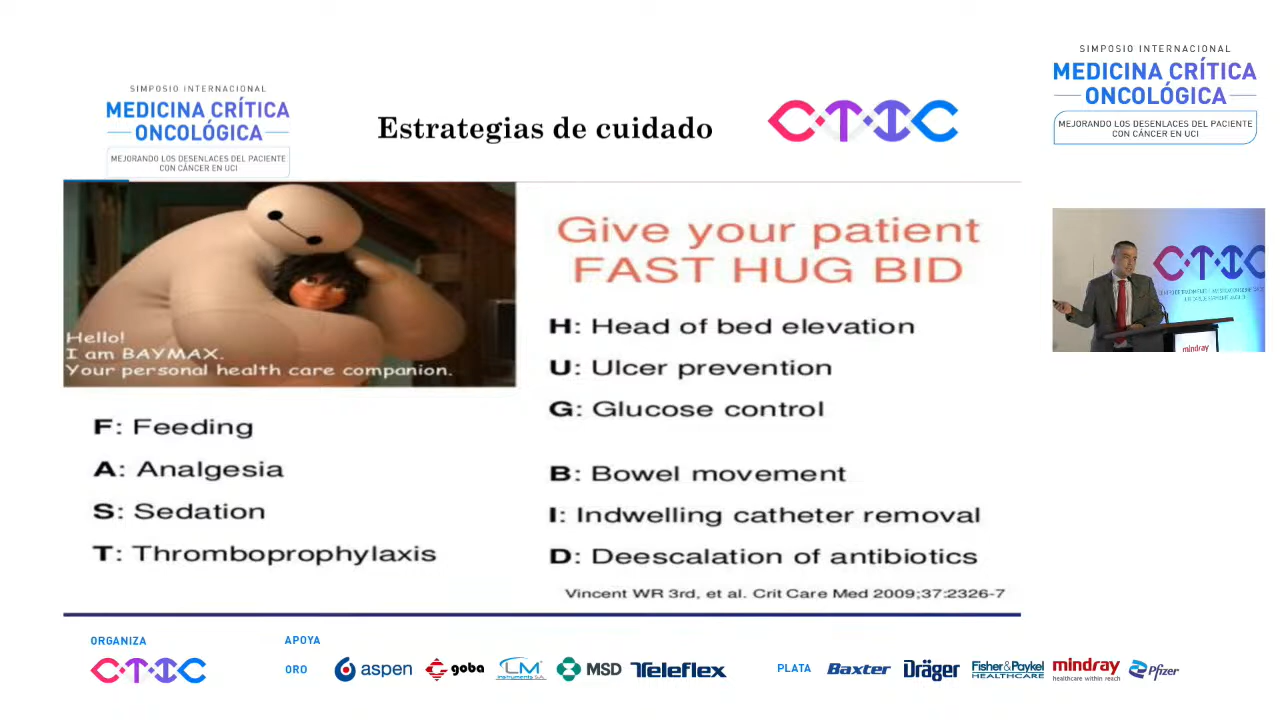 SIMPOSIO INTERNACIONAL
MEDICINA CRÍTICA
ONCOLÓGICA
MEJORANDO LOS DESENLACES DEL PACIENTE
CON CÁNCER EN UCI
Estrategias de cuidado
CTIC
SIMPOSIO INTERNACIONAL
MEDICINA CRÍTICA
ONCOLÓGICA
MEJORANDO LOS DESENLACES DEL PACIENTE
CON CÁNCER EN UCI
Hello!
I am BAYMAX.
Your personal health care companion.
F: Feeding
A: Analgesia
S: Sedation
T: Thromboprophylaxis
Give your patient
FAST HUG BID
H: Head of bed elevation
U: Ulcer prevention
G: Glucose control
B: Bowel movement
I: Indwelling catheter removal
D: Deescalation of antibiotics
Vincent WR 3rd, et al. Crit Care Med 2009;37:2326-7
CTIC
mindray
ORGANIZA
CTIC
APOYA
ORO
aspen
goba
LM
instruments S.A.
MSD
Teleflex
PLATA
Baxter
Dräger
Fisher & Paykel
HEALTHCARE
mindray
healthcare within reach
Pfizer